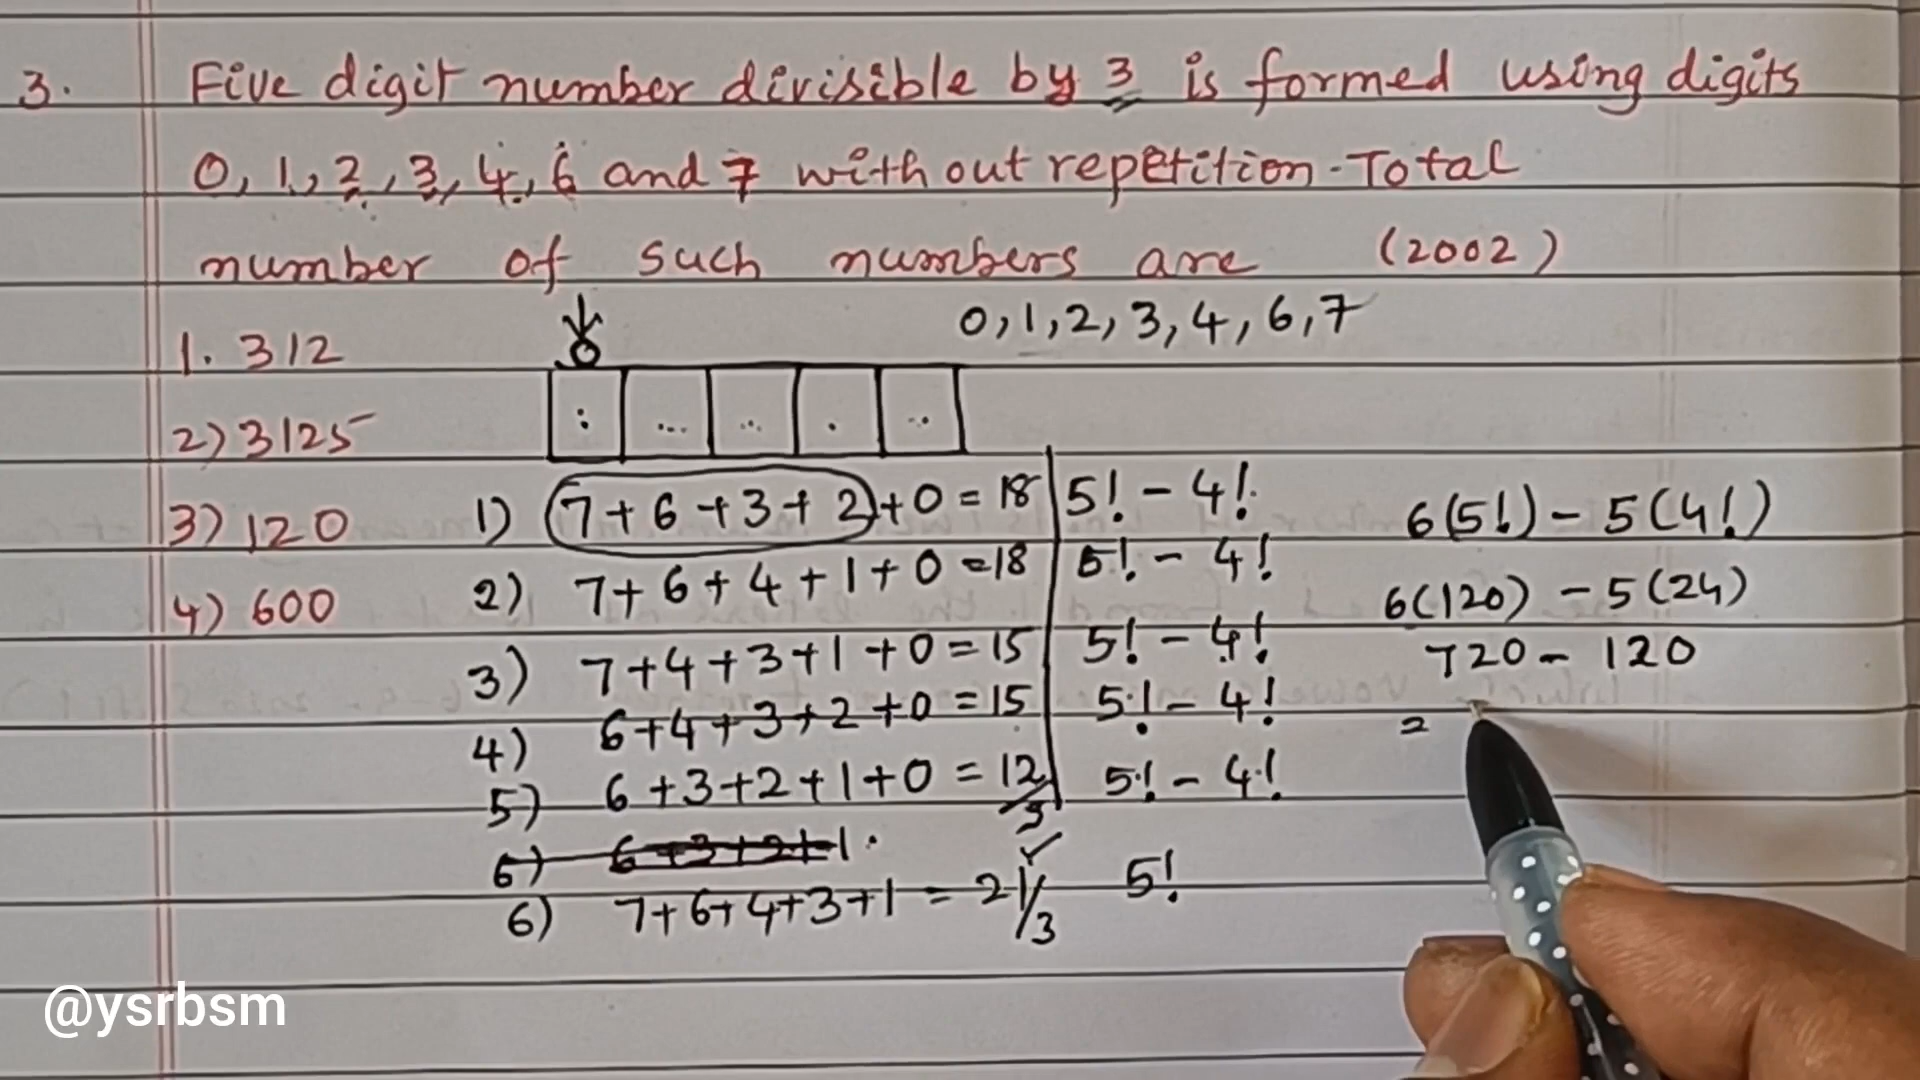 3. Five digit number divisible by 3 is formed using digits
0, 1, 2, 3, 4, 6 and 7 without repetition - Total
number of such numbers are (2002)
0, 1, 2, 3, 4, 6, 7
1. 312
2) 3125
3) 120
4) 600
1) 7+6+3+2+0=18 5! - 4!
2) 7+6+4+1+0=18 5! - 4!
3) 7+4+3+1+0=15 5! - 4!
4) 6+4+3+2+0=15 5! - 4!
5) 6+3+2+1+0=12/3 5! - 4!
6) 6+3+2+1
6) 7+6+4+3+1=21/3 5!
6(5!) - 5(4!)
6(120) - 5(24)
720 - 120
=
@ysrbsm